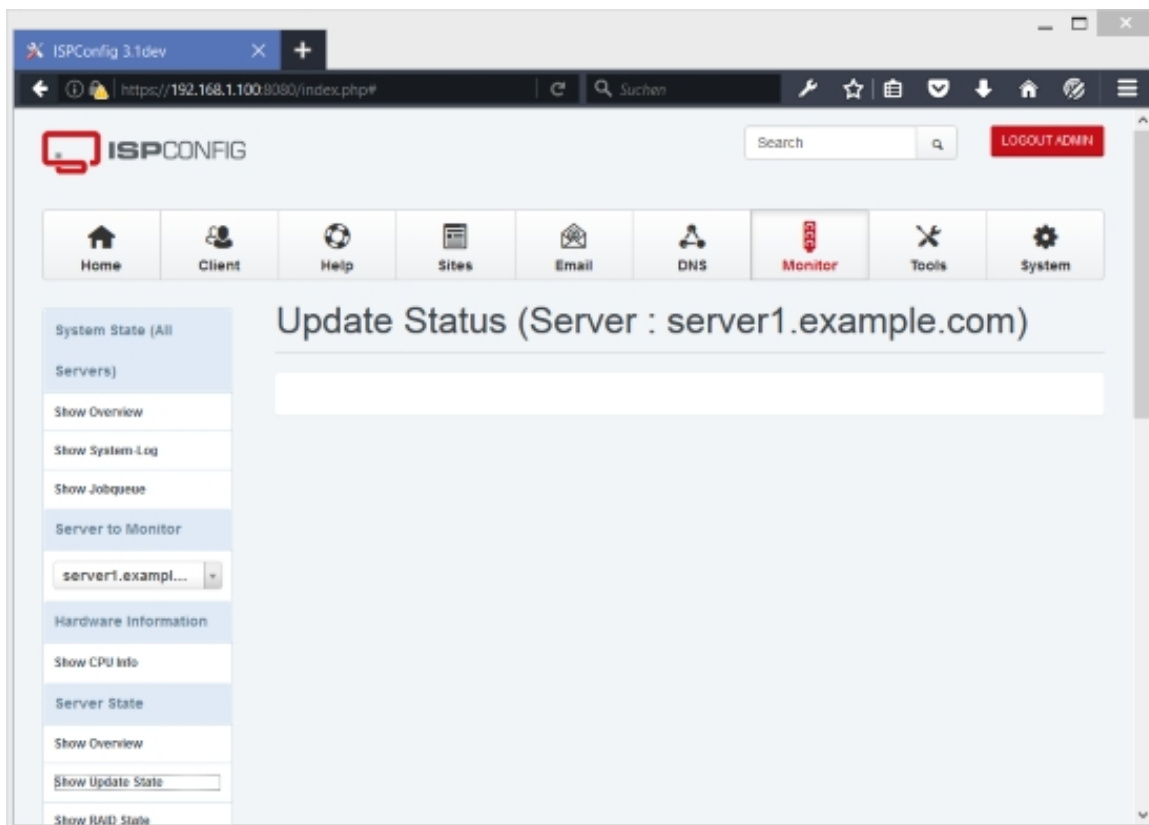 ISPConfig 3.1dev
https://192.168.1.100:8080/index.php#
Suchen
ISPCONFIG
Search
LOGOUT ADMIN
Home Client Help Sites Email DNS Monitor Tools System
System State (All
Servers)
Show Overview
Show System-Log
Show Jobqueue
Server to Monitor
server1.exampl...
Hardware Information
Show CPU Info
Server State
Show Overview
Show Update State
Show RAID State
Update Status (Server : server1.example.com)